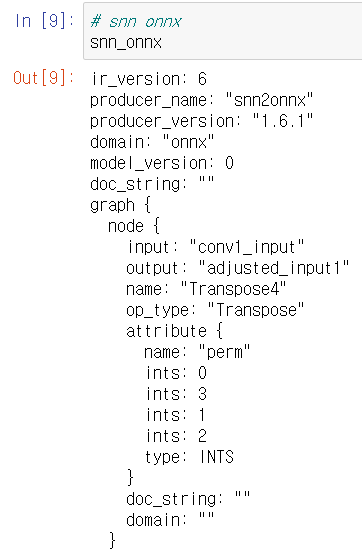 In [9]: # snn onnx
snn_onnx
Out[9]: ir_version: 6
producer_name: "snn2onnx"
producer_version: "1.6.1"
domain: "onnx"
model_version: 0
doc_string: ""
graph {
  node {
    input: "conv1_input"
    output: "adjusted_input1"
    name: "Transpose4"
    op_type: "Transpose"
    attribute {
      name: "perm"
      ints: 0
      ints: 3
      ints: 1
      ints: 2
      type: INTS
    }
    doc_string: ""
    domain: ""
  }